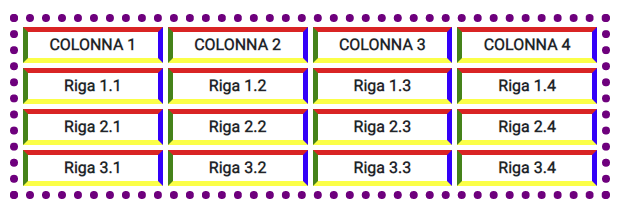 COLONNA 1 COLONNA 2 COLONNA 3 COLONNA 4
Riga 1.1 Riga 1.2 Riga 1.3 Riga 1.4
Riga 2.1 Riga 2.2 Riga 2.3 Riga 2.4
Riga 3.1 Riga 3.2 Riga 3.3 Riga 3.4